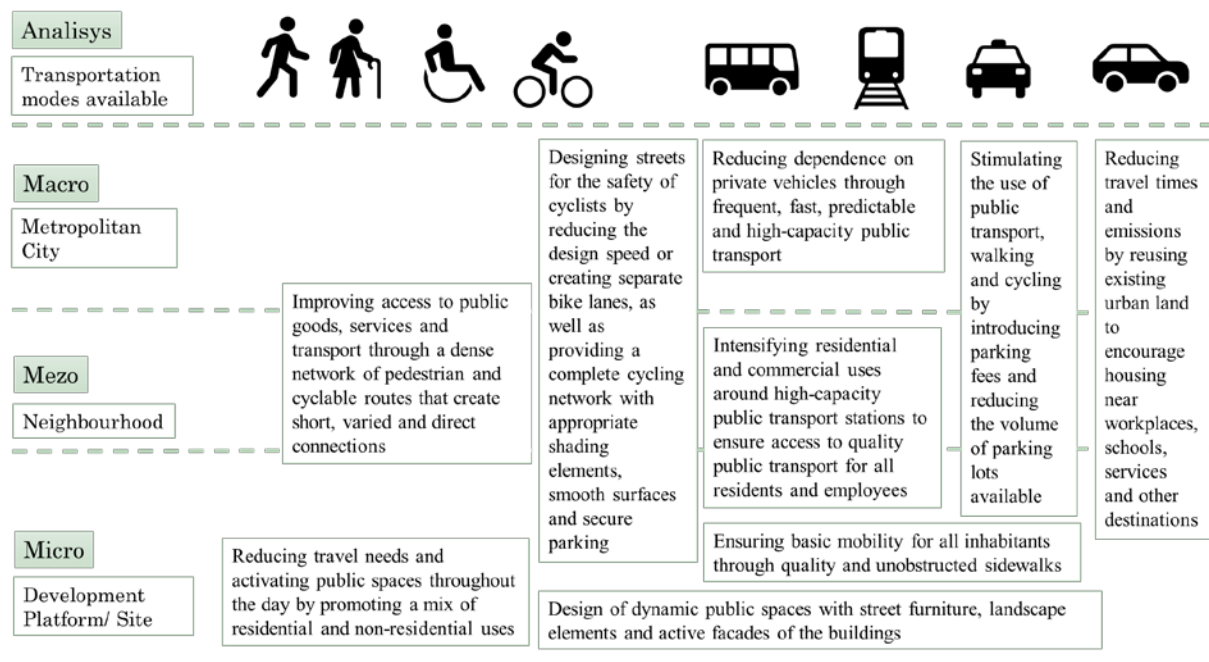 Analisys
Transportation
modes available
Macro
Metropolitan
City
Mezo
Neighbourhood
Micro
Development
Platform/ Site
Improving access to public
goods, services and
transport through a dense
network of pedestrian and
cyclable routes that create
short, varied and direct
connections
Reducing travel needs and
activating public spaces throughout
the day by promoting a mix of
residential and non-residential uses
Designing streets
for the safety of
cyclists by
reducing the
design speed or
creating separate
bike lanes, as
well as
providing a
complete cycling
network with
appropriate
shading
elements,
smooth surfaces
and secure
parking
Reducing dependence on
private vehicles through
frequent, fast, predictable
and high-capacity public
transport
Intensifying residential
and commercial uses
around high-capacity
public transport stations to
ensure access to quality
public transport for all
residents and employees
Stimulating
the use of
public
transport,
walking
and cycling
by
introducing
parking
fees and
reducing
the volume
of parking
lots
available
Reducing
travel times
and
emissions
by reusing
existing
urban land
to
encourage
housing
near
workplaces,
schools,
services
and other
destinations
Ensuring basic mobility for all inhabitants
through quality and unobstructed sidewalks
Design of dynamic public spaces with street furniture, landscape
elements and active facades of the buildings